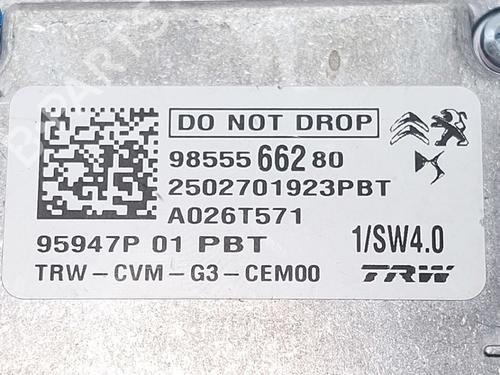 DO NOT DROP
98555 662 80
2502701923PBT
A026T571
95947P 01 PBT 1/SW4.0
TRW-CVM-G3-CEM00 TRW